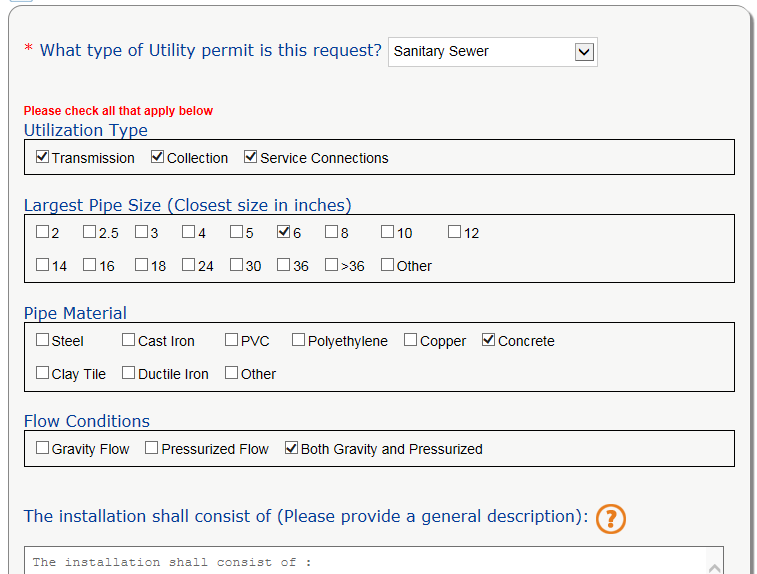 * What type of Utility permit is this request? Sanitary Sewer
Please check all that apply below
Utilization Type
Transmission Collection Service Connections
Largest Pipe Size (Closest size in inches)
2 2.5 3 4 5 6 8 10 12
14 16 18 24 30 36 >36 Other
Pipe Material
Steel Cast Iron PVC Polyethylene Copper Concrete
Clay Tile Ductile Iron Other
Flow Conditions
Gravity Flow Pressurized Flow Both Gravity and Pressurized
The installation shall consist of (Please provide a general description): ?
The installation shall consist of :